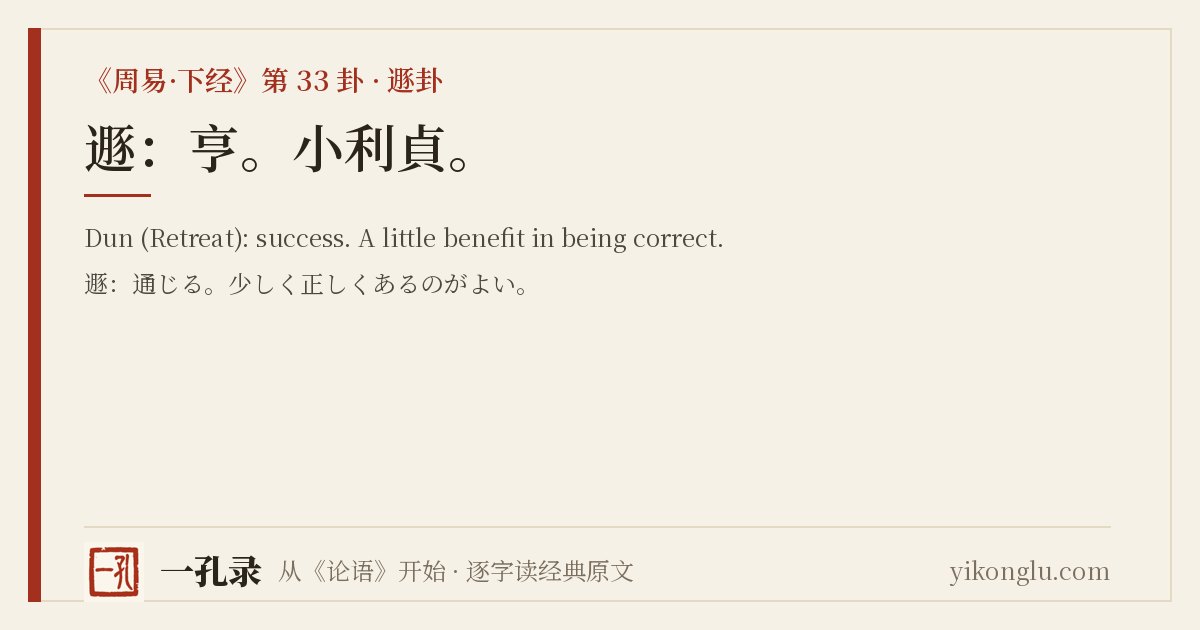 《周易·下经》第 33 卦 · 遯卦
遯：亨。小利貞。
Dun (Retreat): success. A little benefit in being correct.
遯：通じる。少しく正しくあるのがよい。
一孔
一孔录 从《论语》开始 · 逐字读经典原文 yikonglu.com